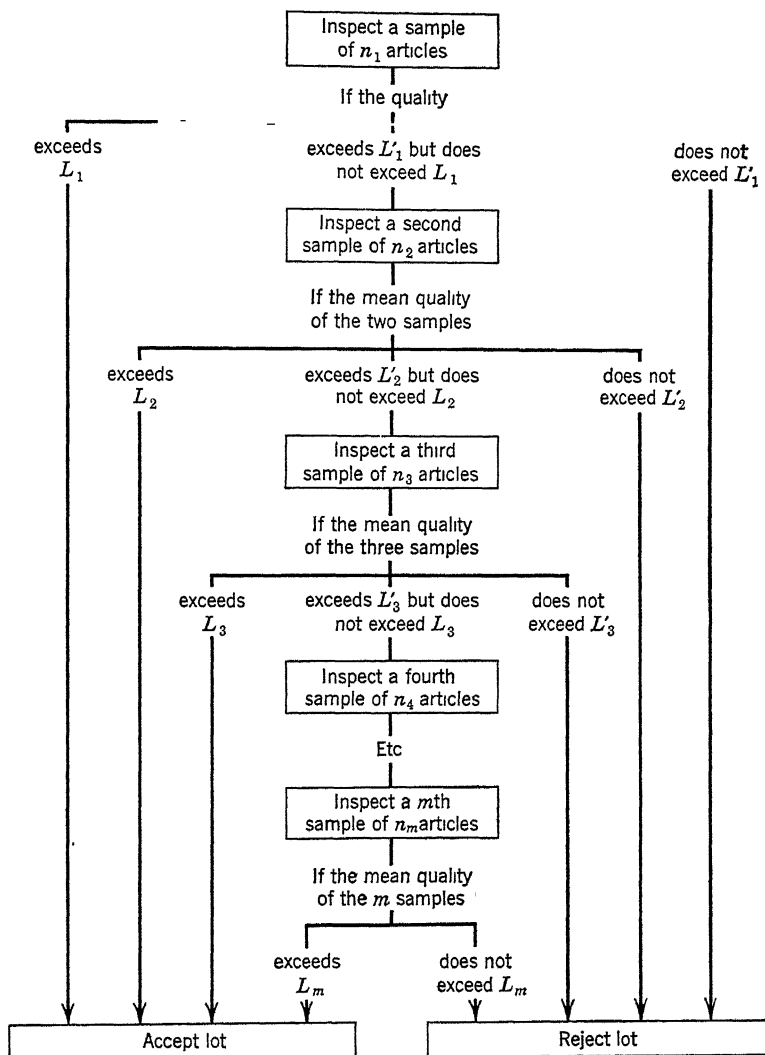 Inspect a sample
of n₁ articles
If the quality
exceeds
L₁
exceeds L'₁ but does
not exceed L₁
does not
exceed L'₁
Inspect a second
sample of n₂ articles
If the mean quality
of the two samples
exceeds
L₂
exceeds L'₂ but does
not exceed L₂
does not
exceed L'₂
Inspect a third
sample of n₃ articles
If the mean quality
of the three samples
exceeds
L₃
exceeds L'₃ but does
not exceed L₃
does not
exceed L'₃
Inspect a fourth
sample of n₄ articles
Etc
Inspect a mth
sample of nₘ articles
If the mean quality
of the m samples
exceeds
Lₘ
does not
exceed Lₘ
Accept lot
Reject lot